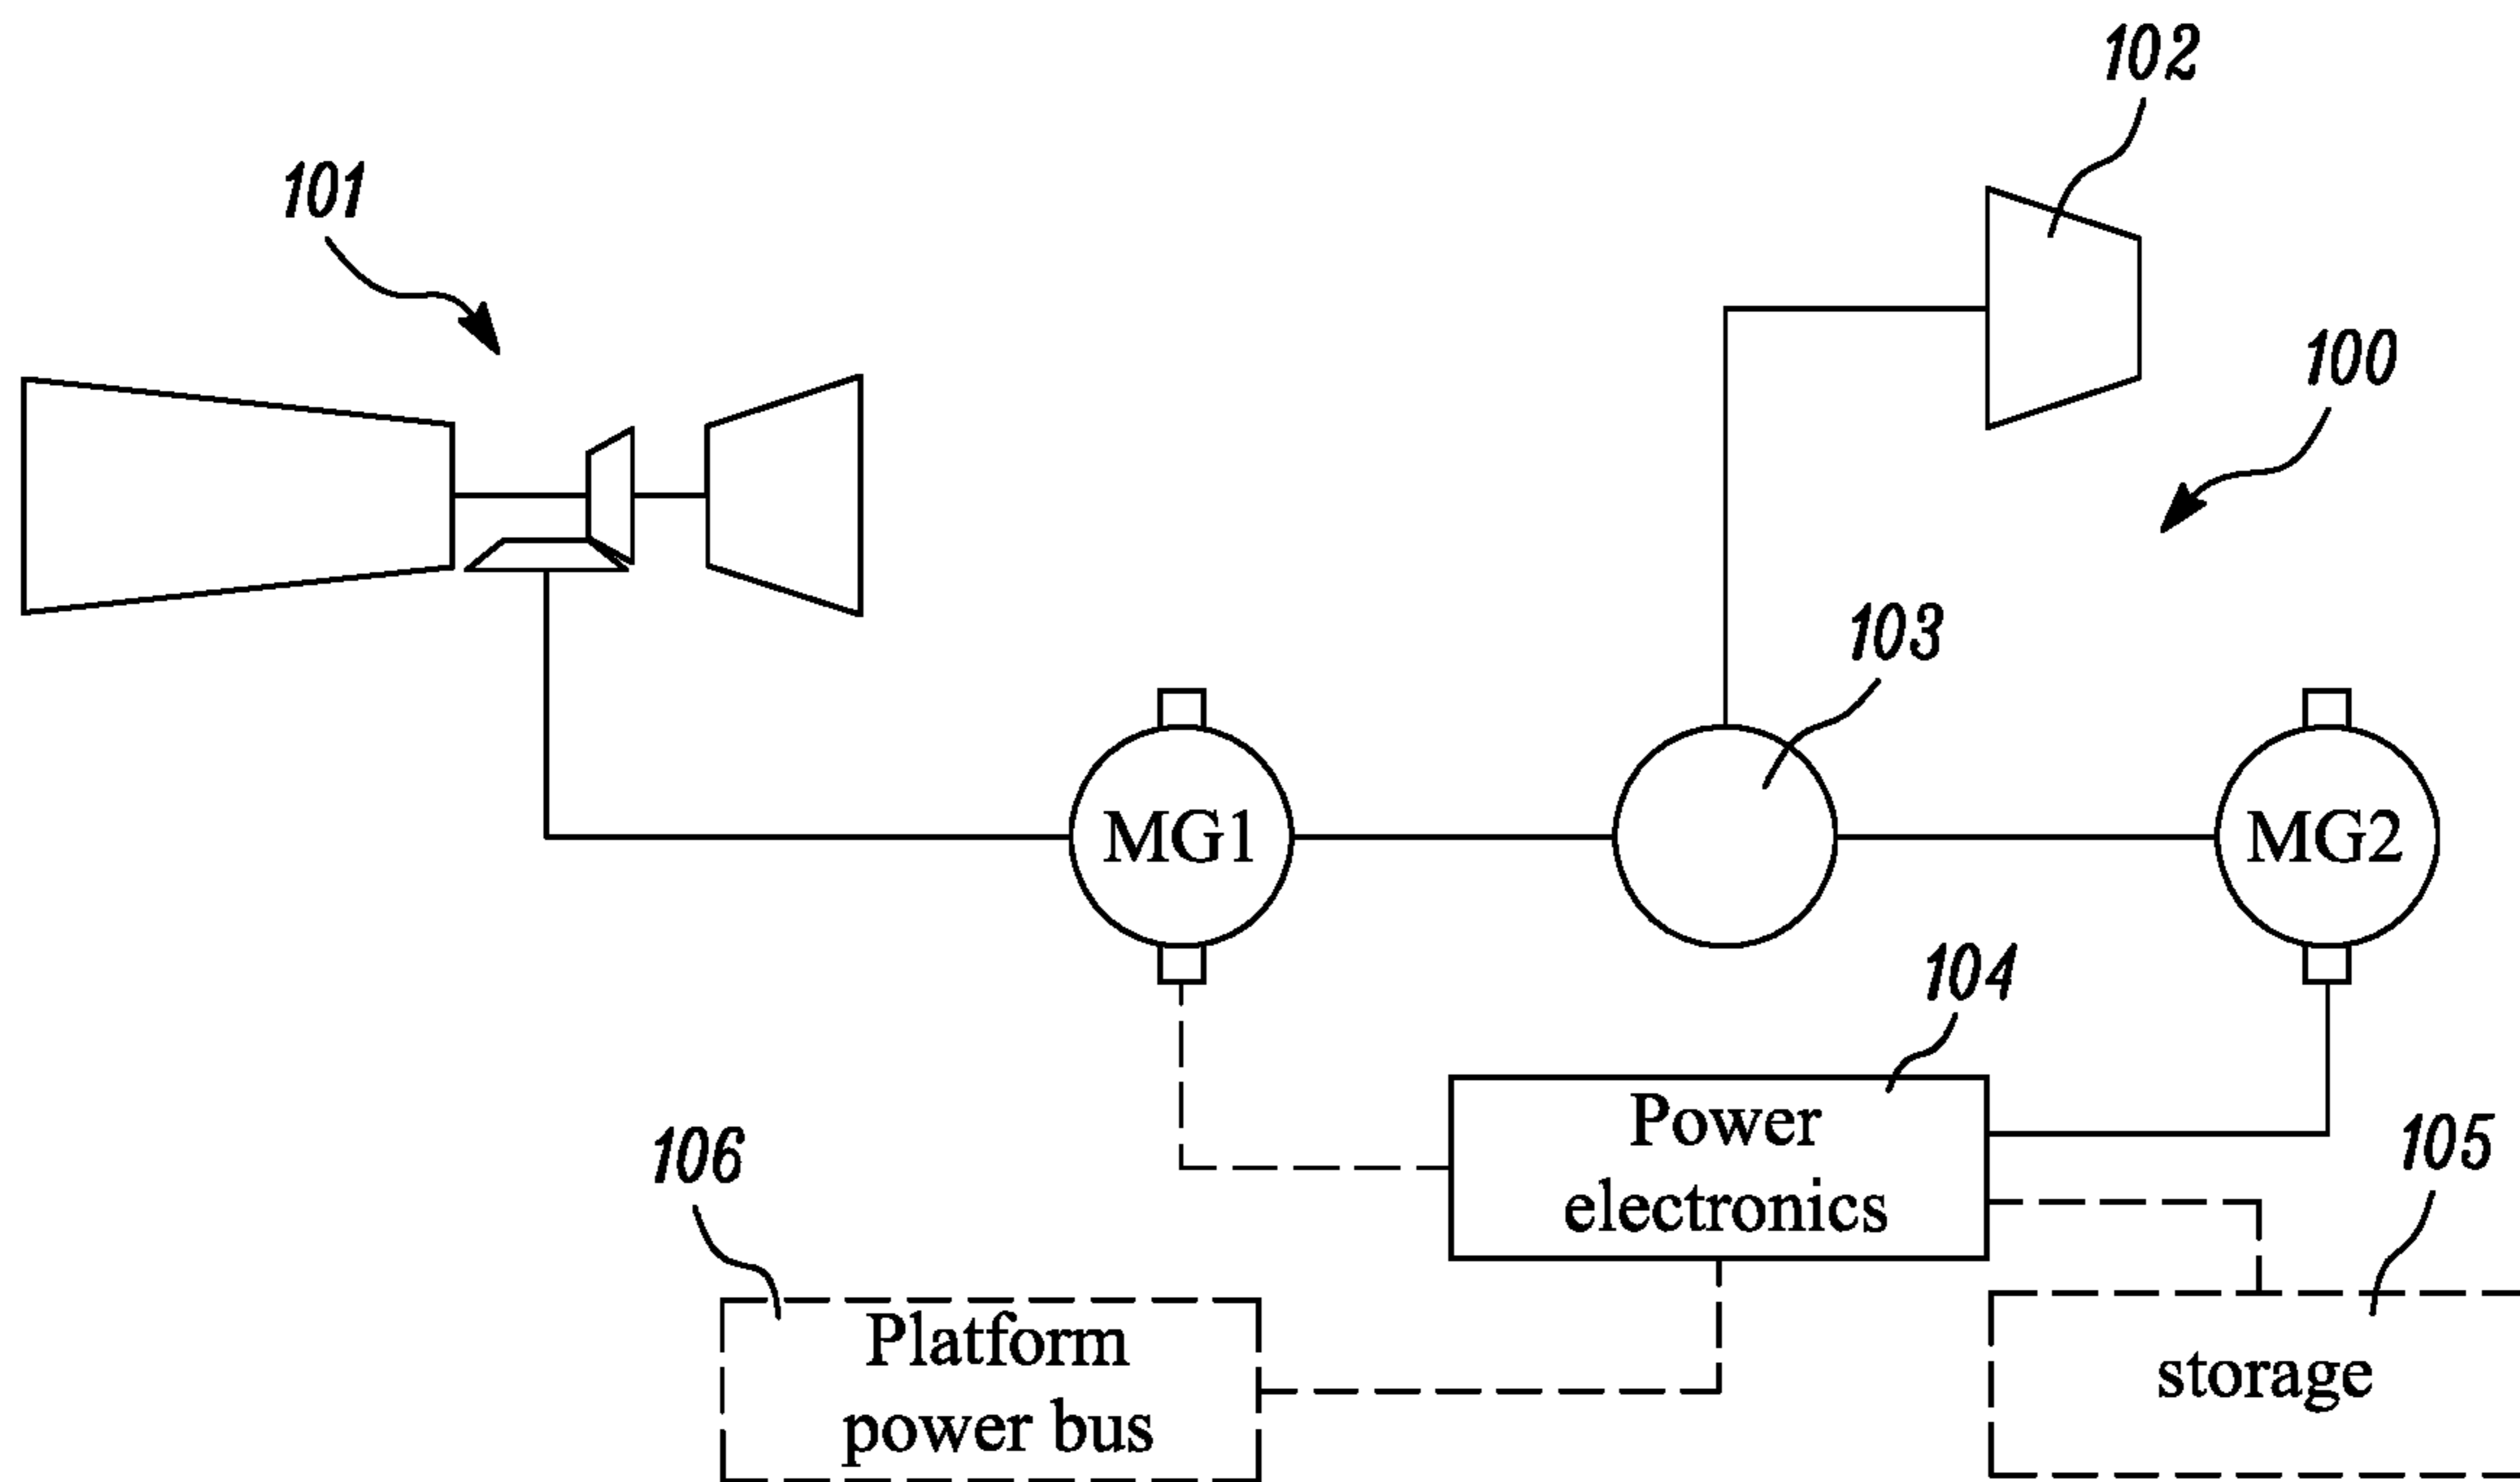 102
101
100
103
MG1
MG2
104
Power
electronics
106
105
Platform
power bus
storage